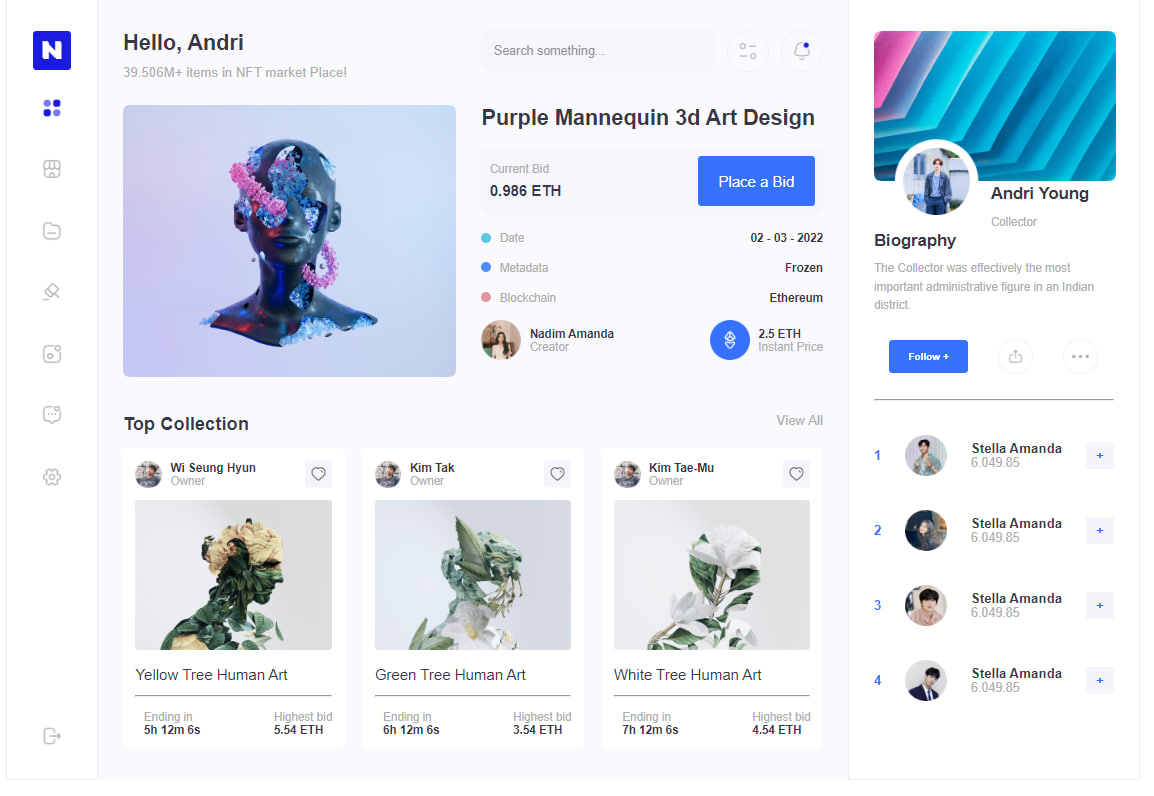 N
Hello, Andri
39.506M+ items in NFT market Place!
Search something...
Purple Mannequin 3d Art Design
Current Bid
0.986 ETH
Place a Bid
Date
02 - 03 - 2022
Metadata
Frozen
Blockchain
Ethereum
Nadim Amanda
Creator
2.5 ETH
Instant Price
Top Collection
View All
Wi Seung Hyun
Owner
Yellow Tree Human Art
Ending in
5h 12m 6s
Highest bid
5.54 ETH
Kim Tak
Owner
Green Tree Human Art
Ending in
6h 12m 6s
Highest bid
3.54 ETH
Kim Tae-Mu
Owner
White Tree Human Art
Ending in
7h 12m 6s
Highest bid
4.54 ETH
Andri Young
Collector
Biography
The Collector was effectively the most
important administrative figure in an Indian
district.
Follow +
1
Stella Amanda
6.049.85
+
2
Stella Amanda
6.049.85
+
3
Stella Amanda
6.049.85
+
4
Stella Amanda
6.049.85
+